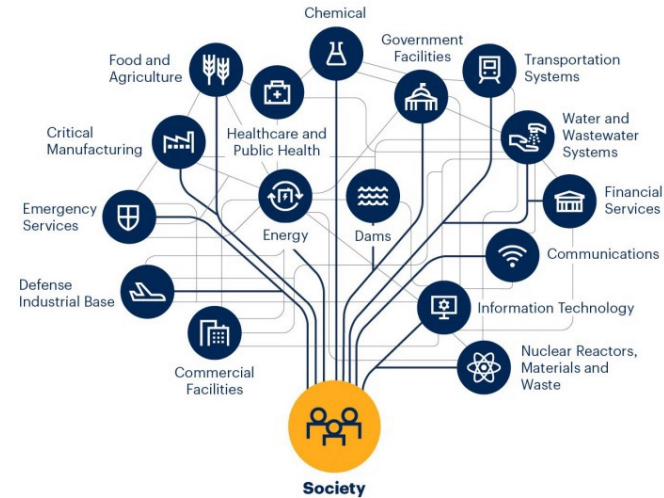 Chemical
Food and
Agriculture
Government
Facilities
Transportation
Systems
Healthcare and
Public Health
Critical
Manufacturing
Water and
Wastewater
Systems
Emergency
Services
Energy
Dams
Financial
Services
Communications
Defense
Industrial Base
Information Technology
Commercial
Facilities
Nuclear Reactors,
Materials and
Waste
Society